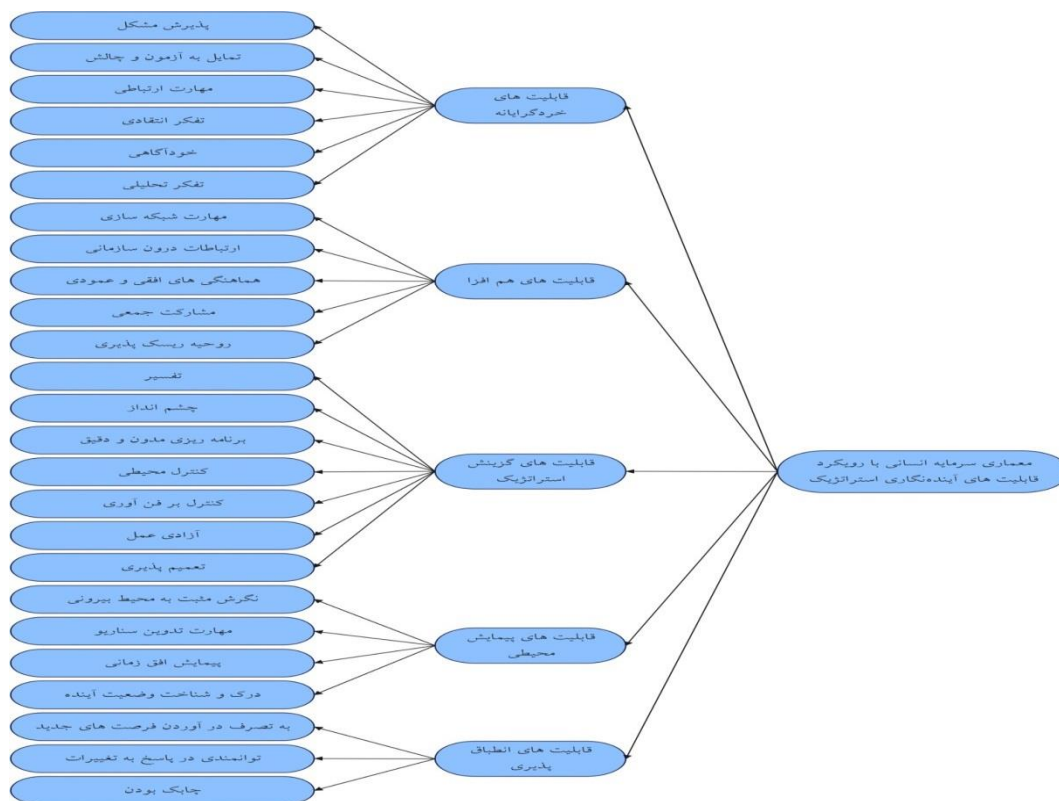 معماری سرمایه انسانی با رویکرد
قابلیت های آینده‌نگاری استراتژیک
قابلیت های
خردگرایانه
پذیرش مشکل
تمایل به آزمون و چالش
مهارت ارتباطی
تفکر انتقادی
خودآگاهی
تفکر تحلیلی
قابلیت های هم افزا
مهارت شبکه سازی
ارتباطات درون سازمانی
هماهنگی های افقی و عمودی
مشارکت جمعی
روحیه ریسک پذیری
قابلیت های گزینش
استراتژیک
تفسیر
چشم انداز
برنامه ریزی مدون و دقیق
کنترل محیطی
کنترل بر فن آوری
آزادی عمل
تعمیم پذیری
قابلیت های پیمایش
محیطی
نگرش مثبت به محیط بیرونی
مهارت تدوین سناریو
پیمایش افق زمانی
درک و شناخت وضعیت آینده
قابلیت های انطباق
پذیری
به تصرف در آوردن فرصت های جدید
توانمندی در پاسخ به تغییرات
چابک بودن